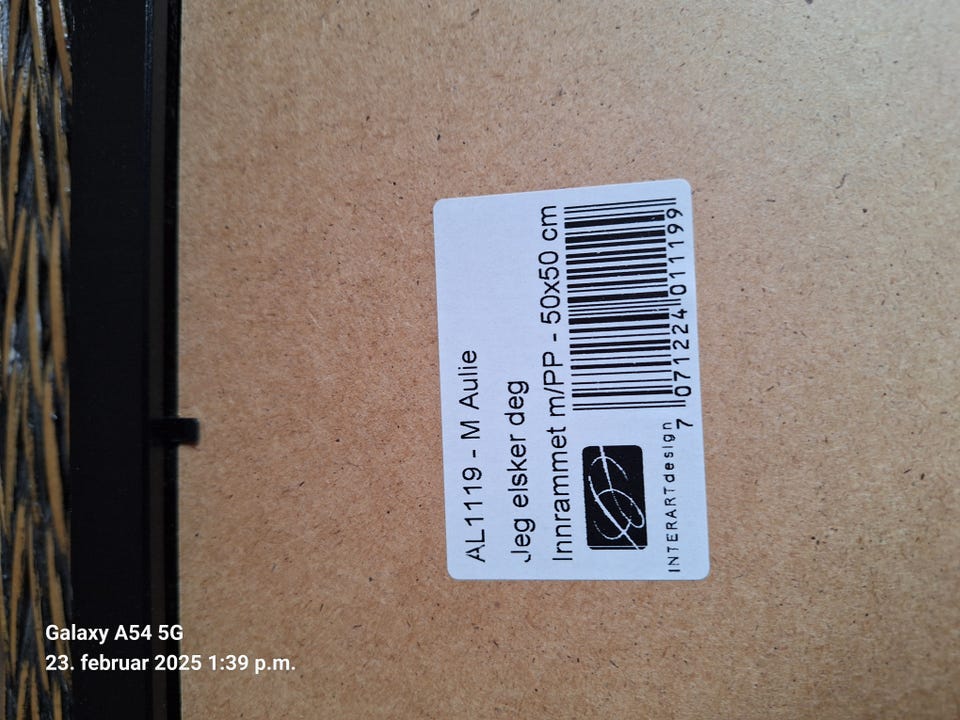 AL1119 - M Aulie
Jeg elsker deg
Innrammet m/PP - 50x50 cm
INTERARTdesign
7 071224 011199
Galaxy A54 5G
23. februar 2025 1:39 p.m.